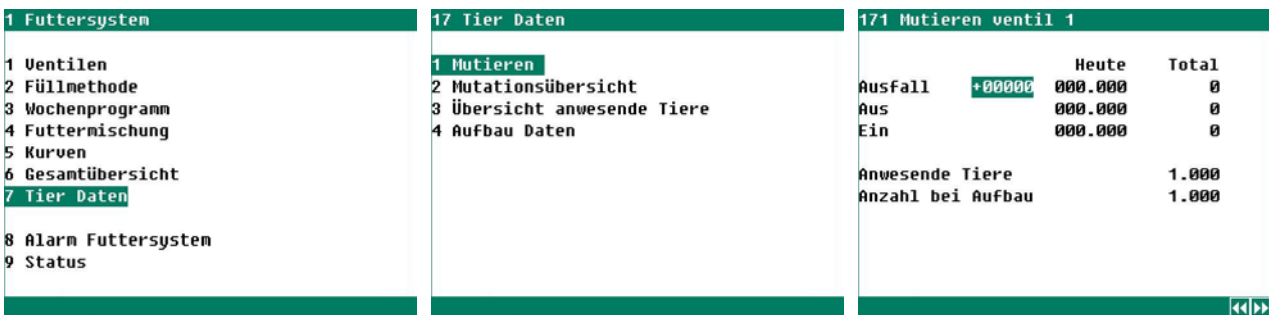 1 Futtersystem
1 Ventilen
2 Füllmethode
3 Wochenprogramm
4 Futtermischung
5 Kurven
6 Gesamtübersicht
7 Tier Daten
8 Alarm Futtersystem
9 Status
17 Tier Daten
1 Mutieren
2 Mutationsübersicht
3 Übersicht anwesende Tiere
4 Aufbau Daten
171 Mutieren ventil 1
Heute Total
Ausfall +00000 000.000 0
Aus 000.000 0
Ein 000.000 0
Anwesende Tiere 1.000
Anzahl bei Aufbau 1.000